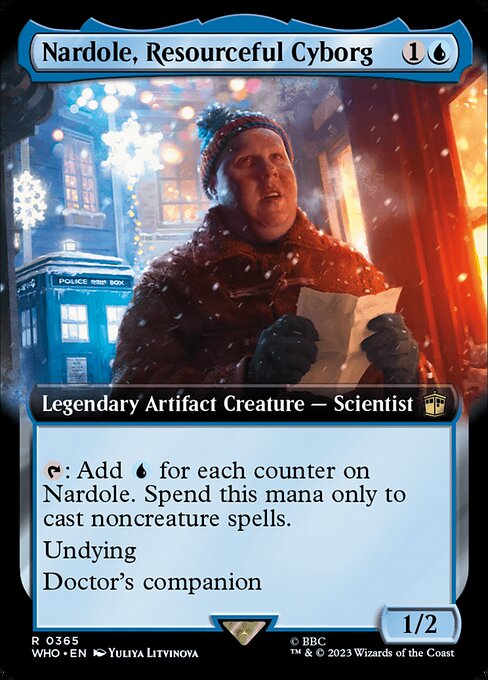 Nardole, Resourceful Cyborg 1
POLICE BOX
Legendary Artifact Creature — Scientist
: Add for each counter on
Nardole. Spend this mana only to
cast noncreature spells.
Undying
Doctor's companion
1/2
R 0365
WHO • EN YULIYA LITVINOVA
© BBC
™ & © 2023 Wizards of the Coast